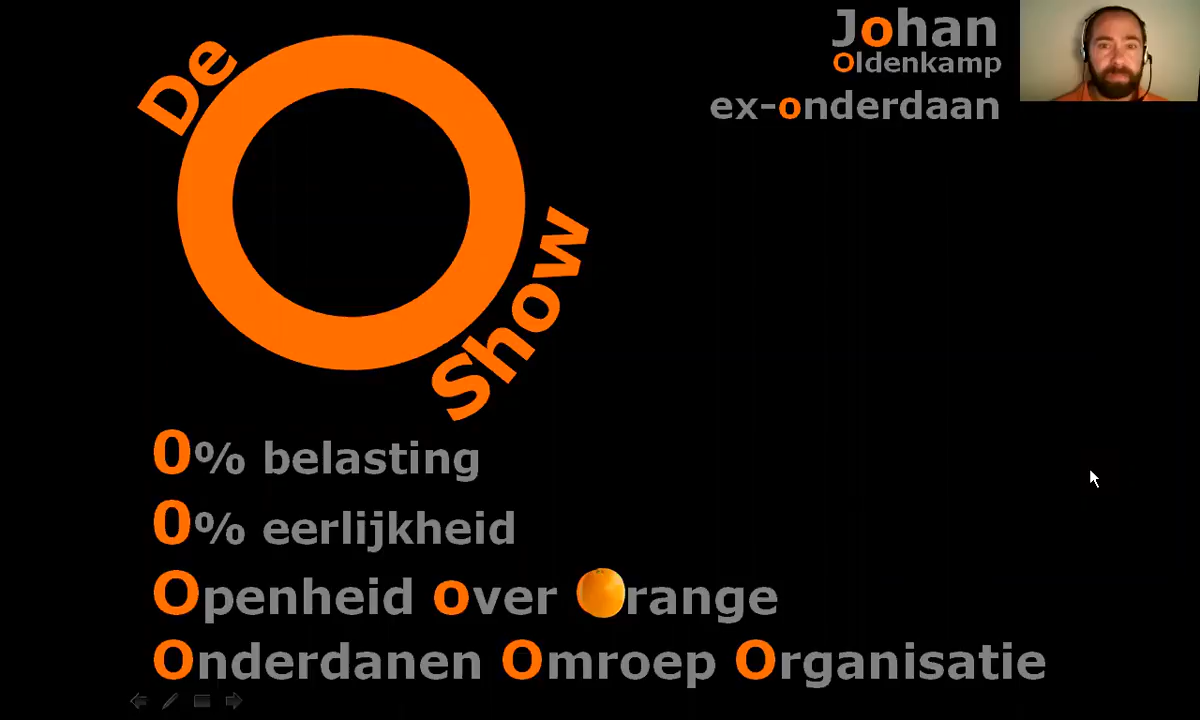 De
O
Show
Johan
Oldenkamp
ex-onderdaan
0% belasting
0% eerlijkheid
Openheid over Orange
Onderdanen Omroep Organisatie